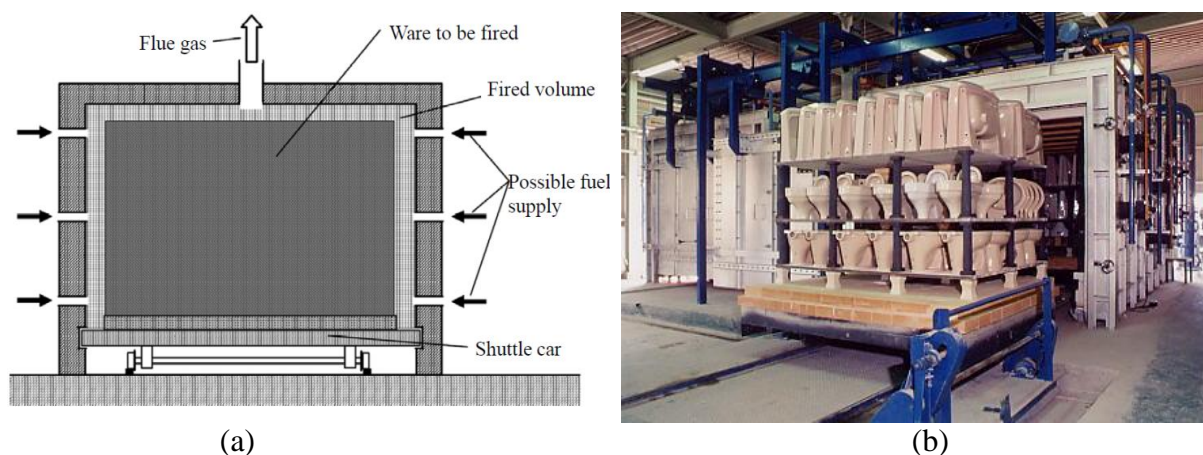 Flue gas
Ware to be fired
Fired volume
Possible fuel
supply
Shuttle car
(a)
(b)